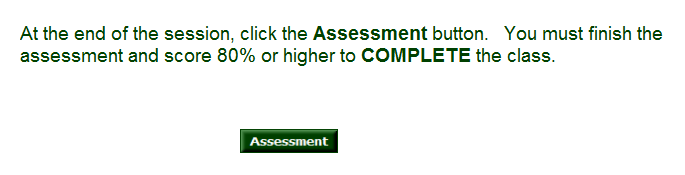 At the end of the session, click the Assessment button.   You must finish the
assessment and score 80% or higher to COMPLETE the class.
Assessment